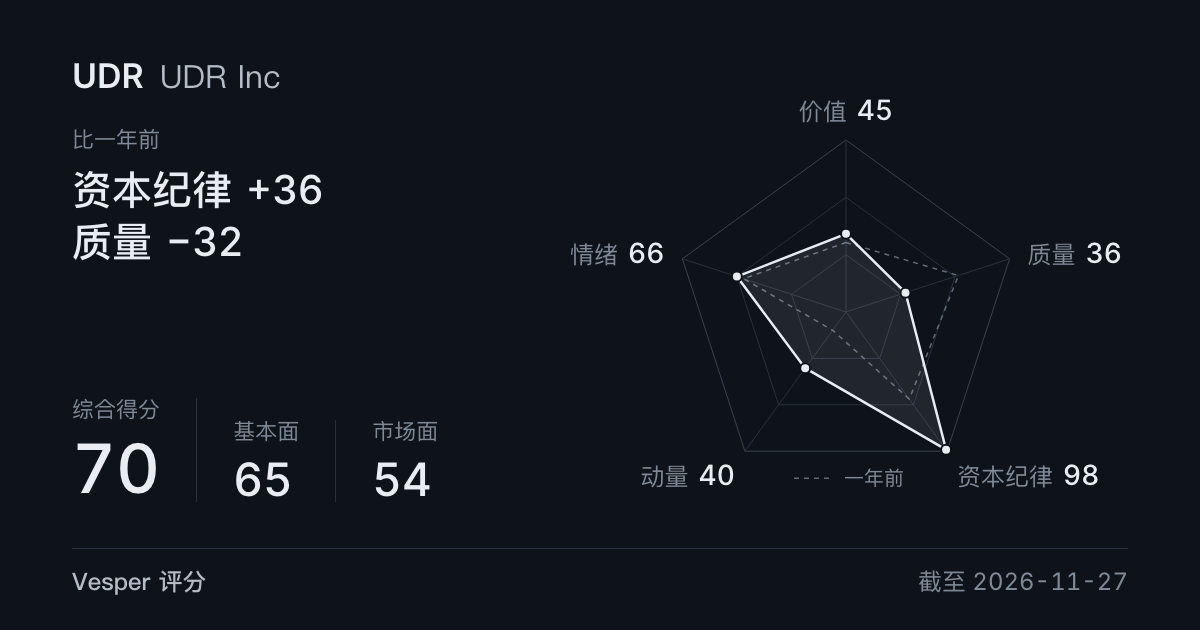 UDR UDR Inc
比一年前
资本纪律 +36
质量 −32
综合得分
70
基本面
65
市场面
54
价值 45
质量 36
资本纪律 98
动量 40
情绪 66
一年前
Vesper 评分
截至 2026-11-27